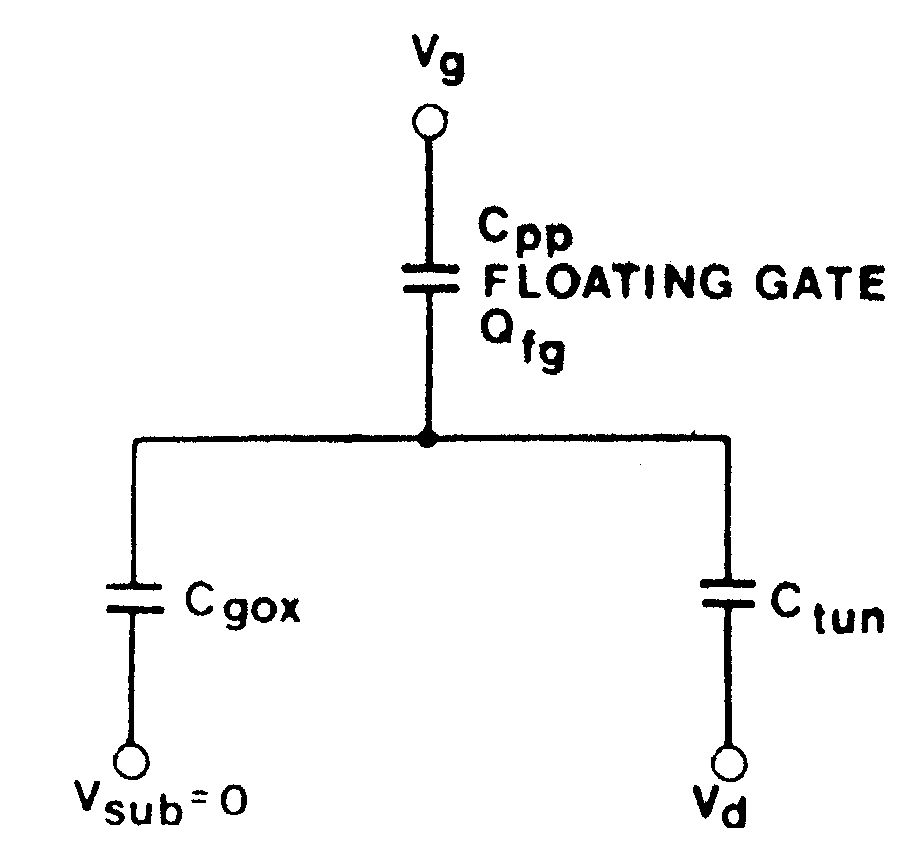 Vg
Cpp
FLOATING GATE
Qfg
Cgox
Ctun
Vsub=0
Vd